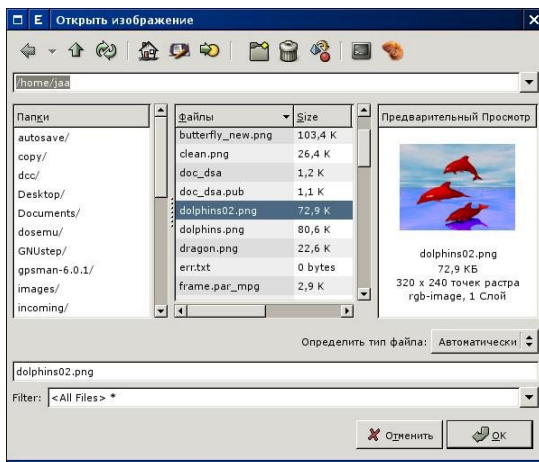 E Открыть изображение
/home/jaa
Папки
autosave/
copy/
dcc/
Desktop/
Documents/
dosemu/
GNUstep/
gpsman-6.0.1/
images/
incoming/
Файлы Size
butterfly_new.png 103,4 K
clean.png 26,4 K
doc_dsa 1,2 K
doc_dsa.pub 1,1 K
dolphins02.png 72,9 K
dolphins.png 80,6 K
dragon.png 22,6 K
err.txt 0 bytes
frame.par_mpg 2,9 K
Предварительный Просмотр
dolphins02.png
72,9 КБ
320 x 240 точек растра
rgb-image, 1 Слой
Определить тип файла: Автоматически
dolphins02.png
Filter: <All Files> *
Отменить OK